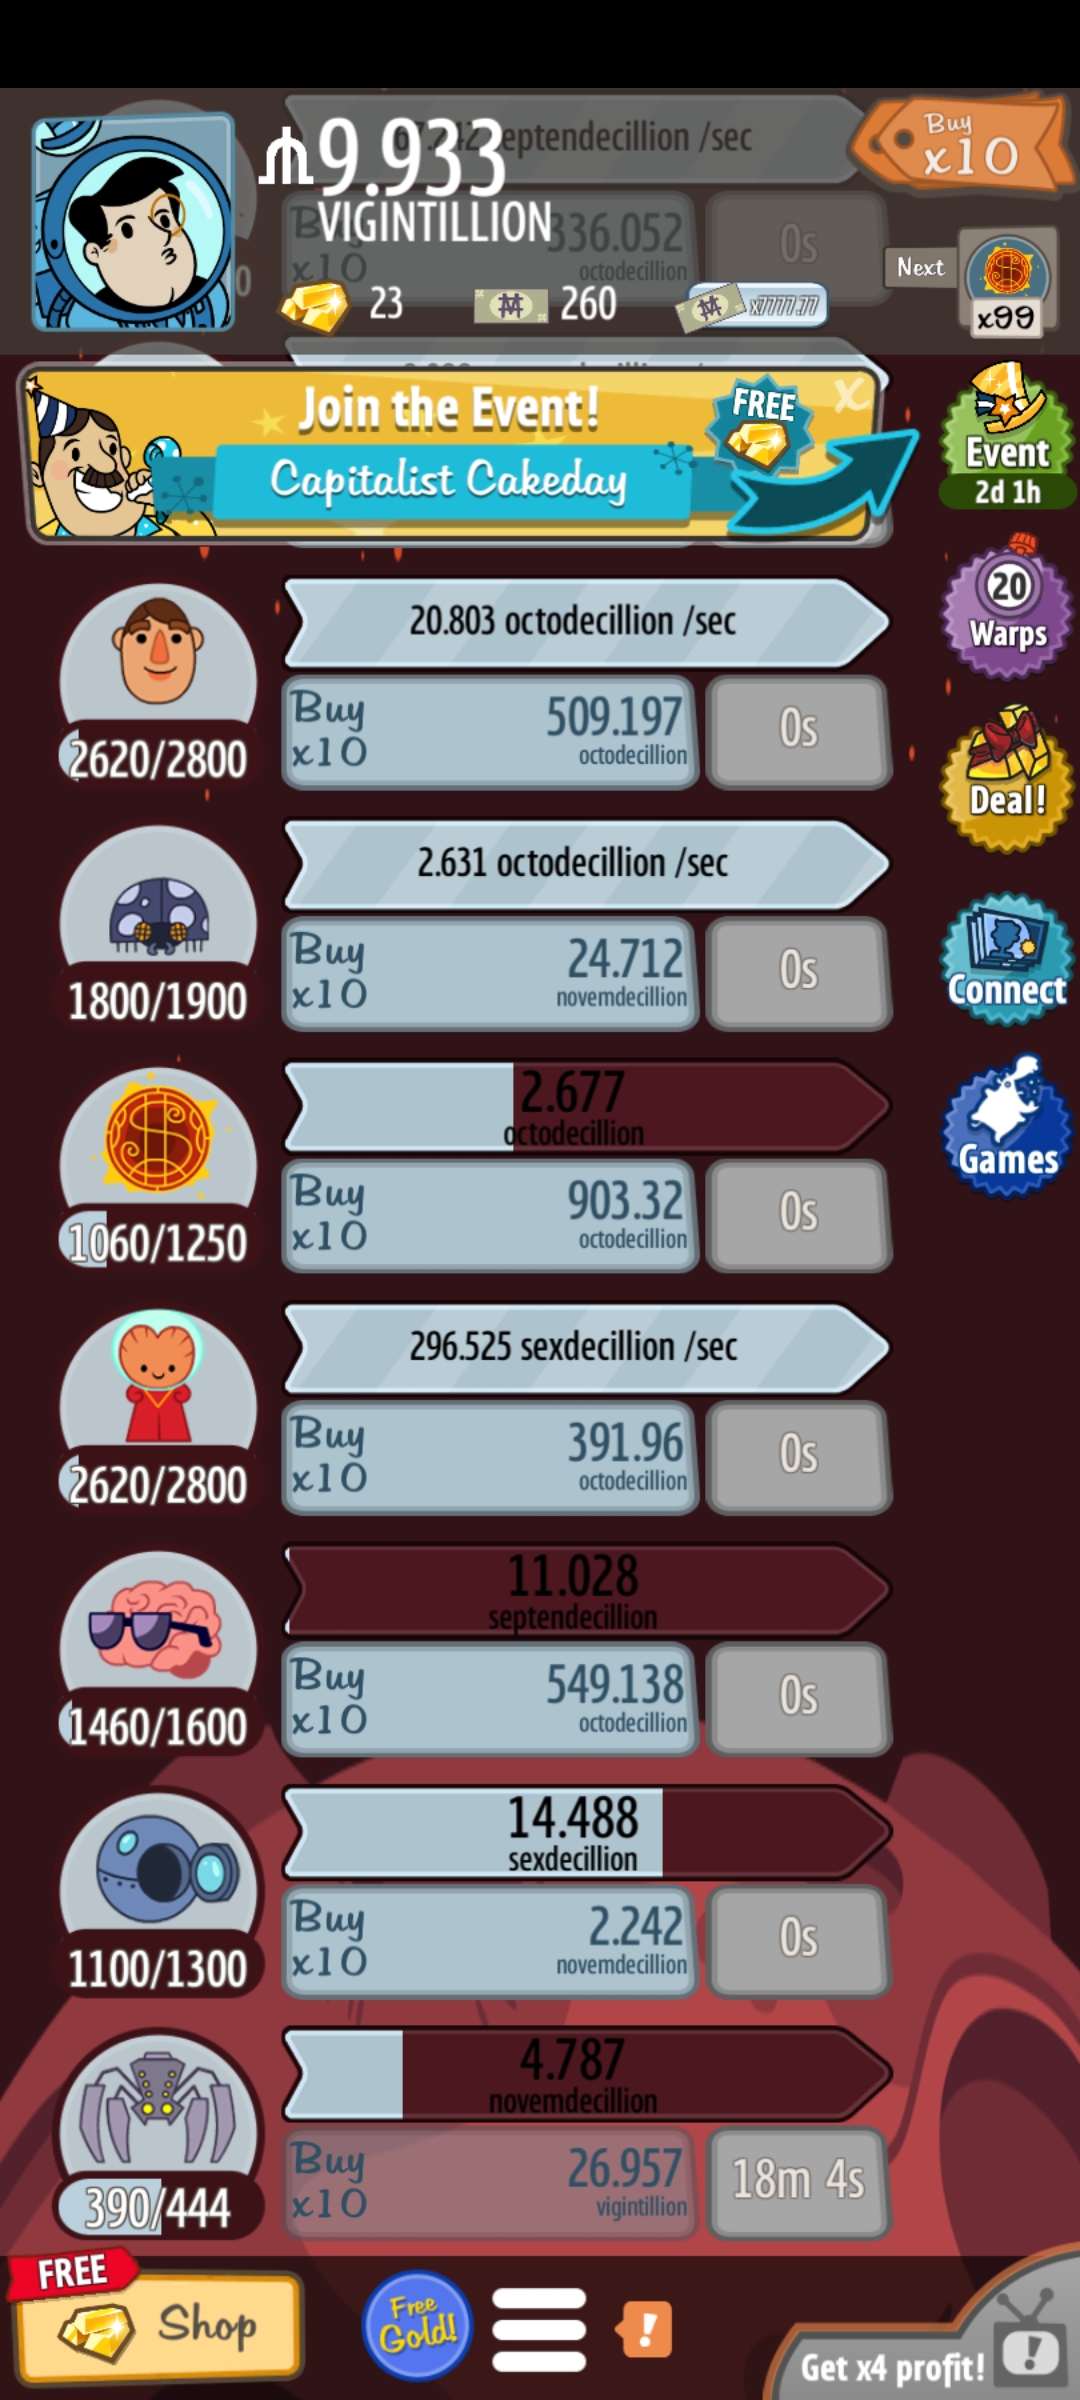 septendecillion /sec
9.933
VIGINTILLION
Buy
x10
Buy
x10
336.052
octodecillion
0s
Next
x99
23
260
x7777.77
Join the Event!
Capitalist Cakeday
FREE
X
Event
2d 1h
20
Warps
Deal!
Connect
Games
20.803 octodecillion /sec
2620/2800
Buy
x10
509.197
octodecillion
0s
2.631 octodecillion /sec
1800/1900
Buy
x10
24.712
novemdecillion
0s
2.677
octodecillion
1060/1250
Buy
x10
903.32
octodecillion
0s
296.525 sexdecillion /sec
2620/2800
Buy
x10
391.96
octodecillion
0s
11.028
septendecillion
1460/1600
Buy
x10
549.138
octodecillion
0s
14.488
sexdecillion
1100/1300
Buy
x10
2.242
novemdecillion
0s
4.787
novemdecillion
390/444
Buy
x10
26.957
vigintillion
18m 4s
FREE
Shop
Free
Gold!
!
Get x4 profit!
!